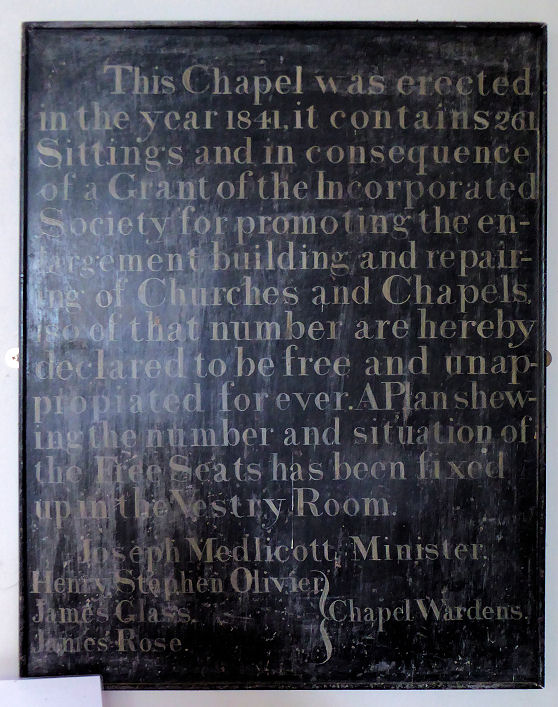 This Chapel was erected
in the year 1841, it contains 261
Sittings and in consequence
of a Grant of the Incorporated
Society for promoting the en-
largement building and repair-
ing of Churches and Chapels,
150 of that number are hereby
declared to be free and unap-
propiated for ever. A Plan shew-
ing the number and situation of
the Free Seats has been fixed
up in the Vestry Room.
Joseph Medlicott, Minister.
Henry Stephen Olivier,
James Glass. } Chapel Wardens.
James Rose.